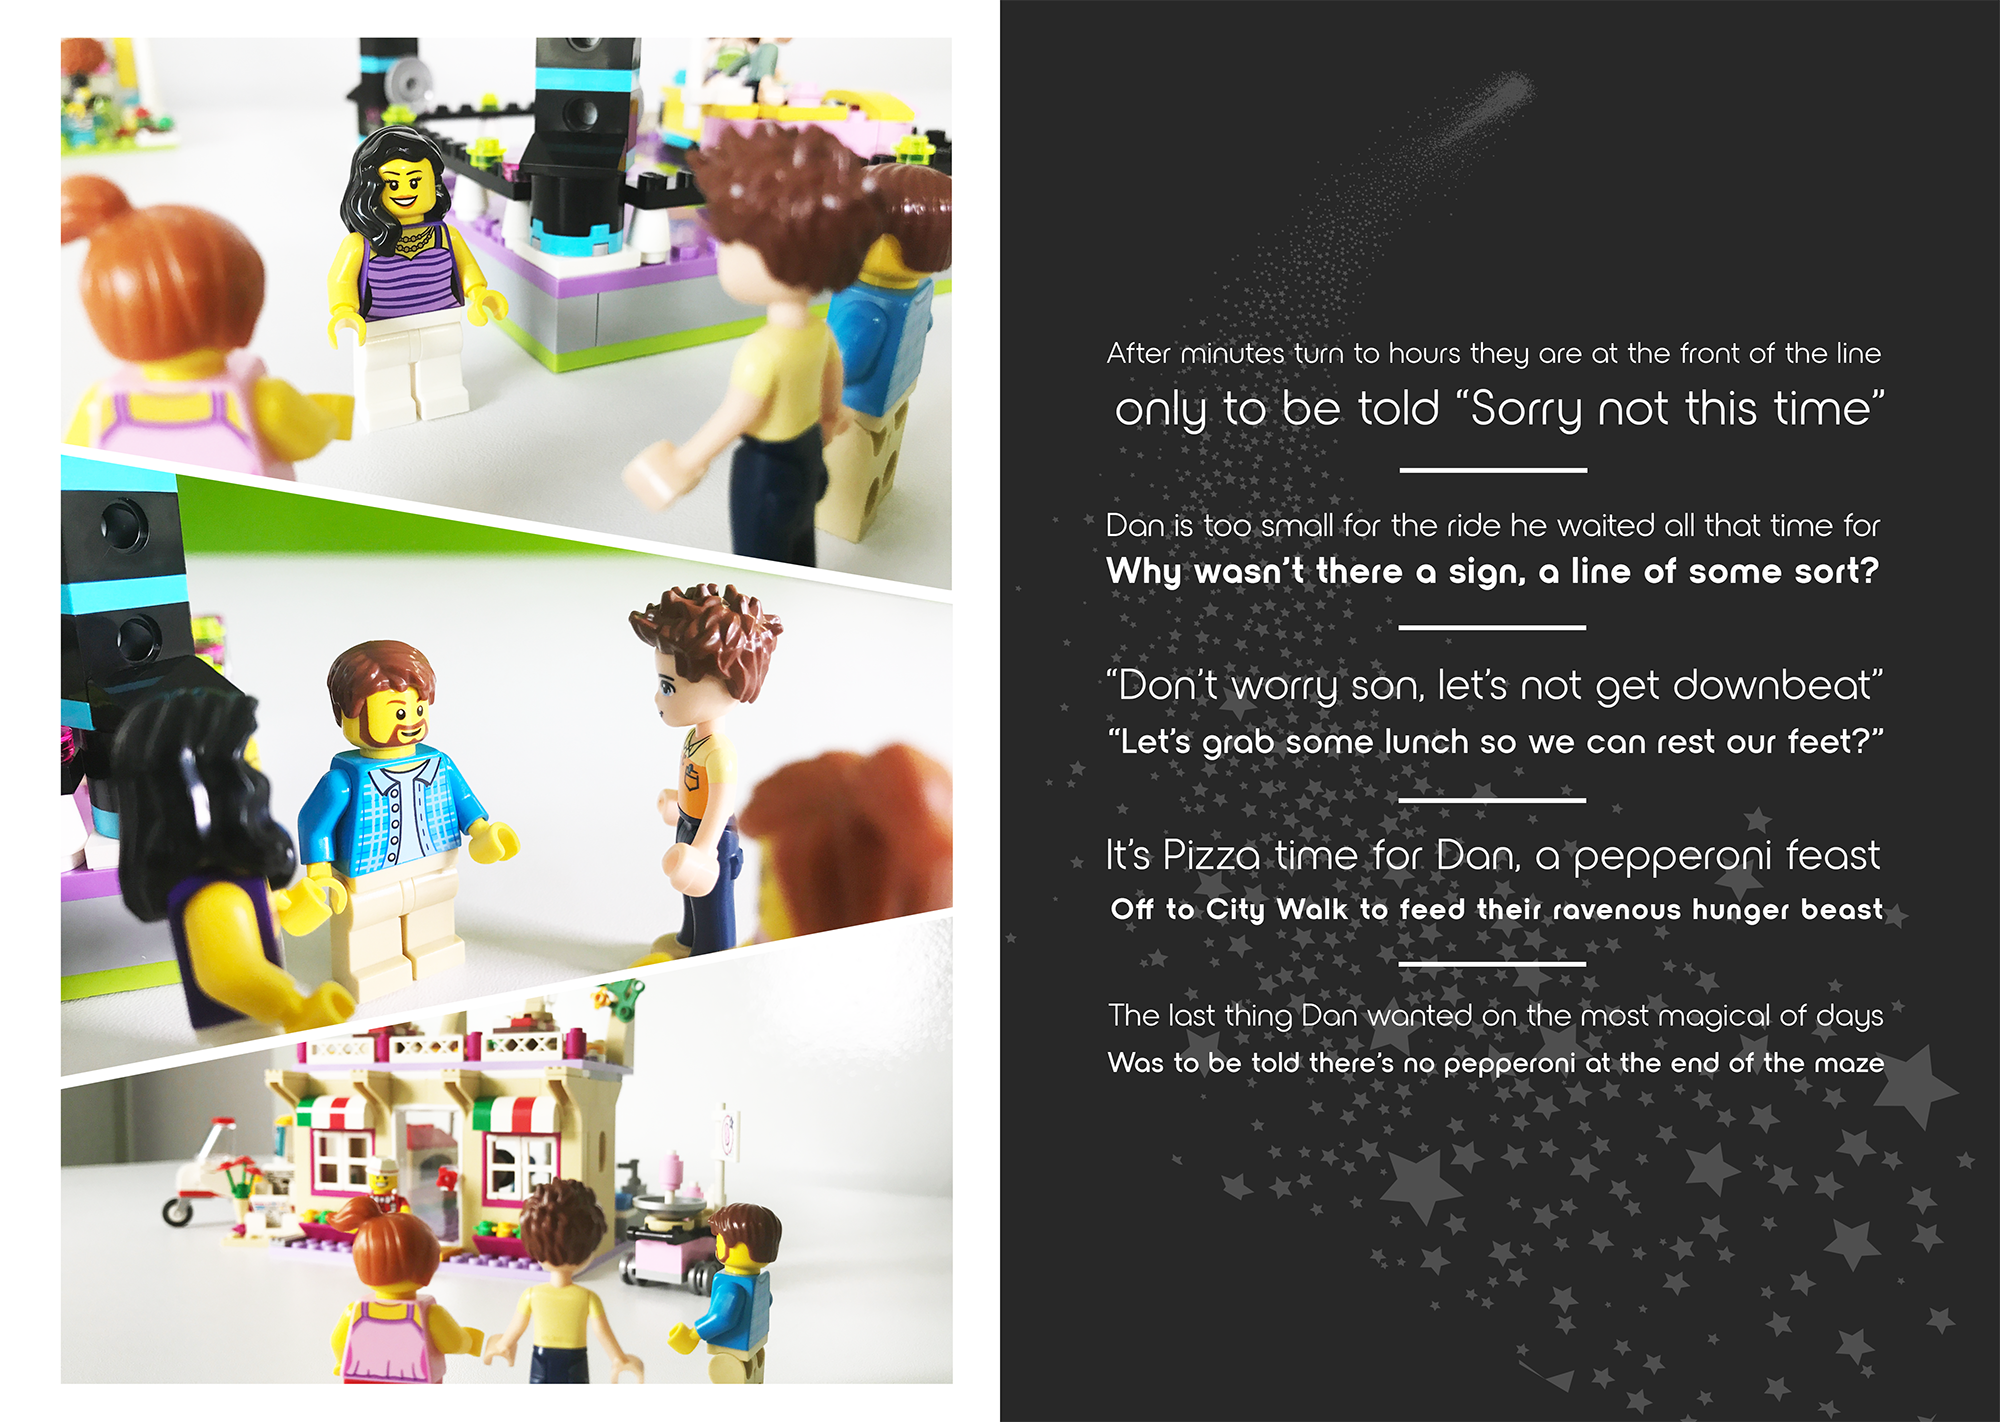 After minutes turn to hours they are at the front of the line
only to be told “Sorry not this time”
Dan is too small for the ride he waited all that time for
Why wasn’t there a sign, a line of some sort?
“Don’t worry son, let’s not get downbeat”
“Let’s grab some lunch so we can rest our feet?”
It’s Pizza time for Dan, a pepperoni feast
Off to City Walk to feed their ravenous hunger beast
The last thing Dan wanted on the most magical of days
Was to be told there’s no pepperoni at the end of the maze